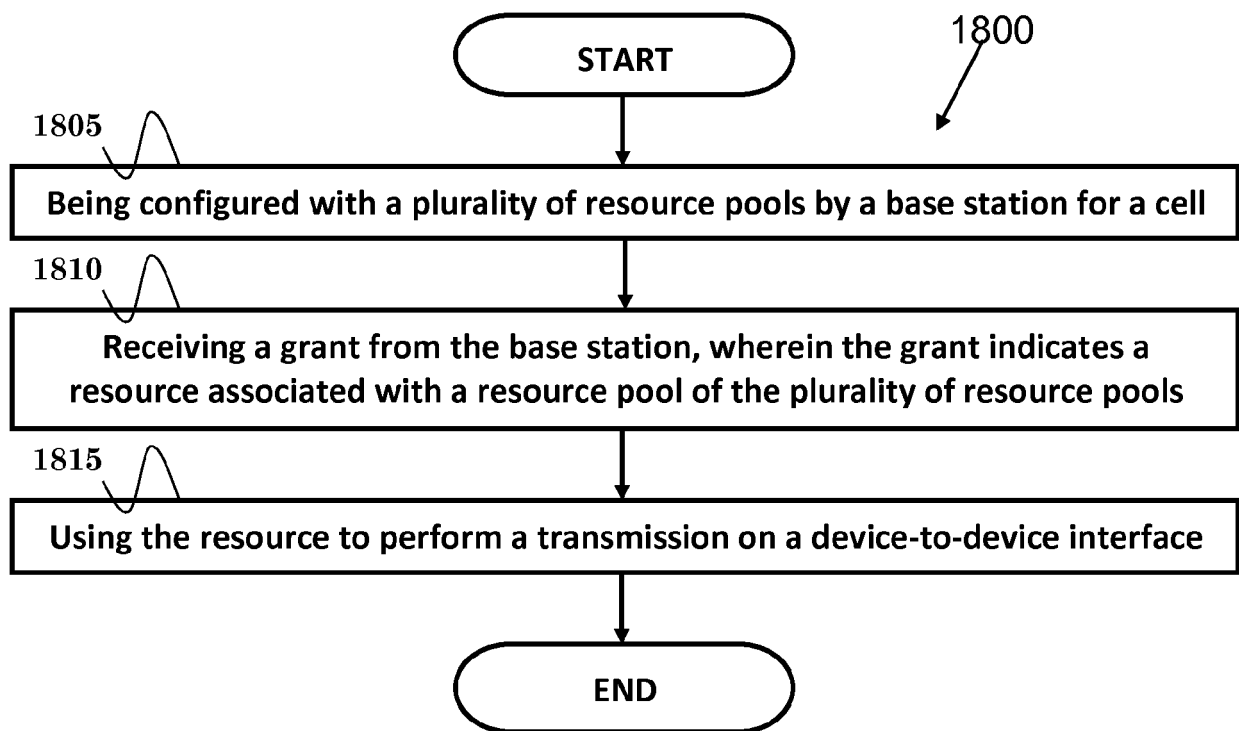 START
1800
1805
Being configured with a plurality of resource pools by a base station for a cell
1810
Receiving a grant from the base station, wherein the grant indicates a
resource associated with a resource pool of the plurality of resource pools
1815
Using the resource to perform a transmission on a device-to-device interface
END